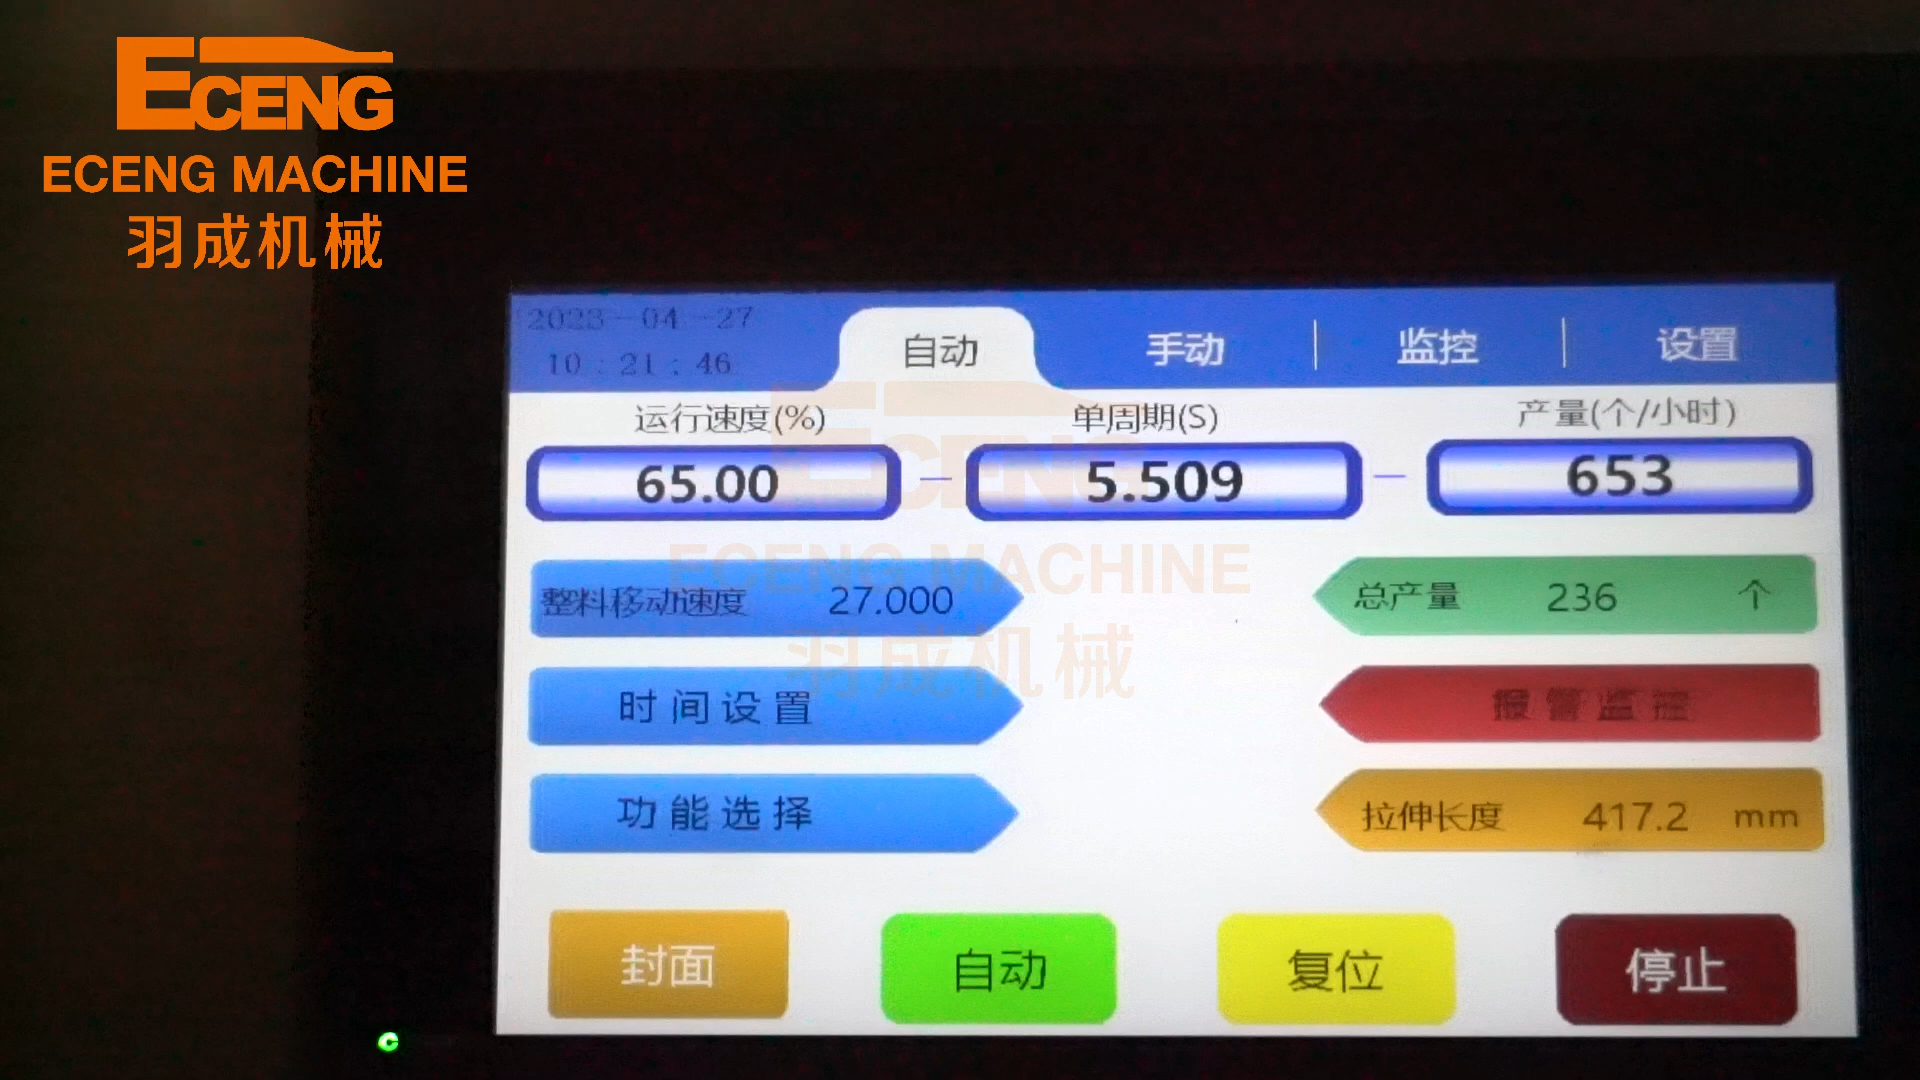 ECENG
ECENG MACHINE
羽成机械
2023-04-27
10:21:46
自动
手动
监控
设置
运行速度(%)
单周期(S)
产量(个/小时)
65.00
5.509
653
ECENG
ECENG MACHINE
羽成机械
整料移动速度 27.000
总产量 236 个
时间设置
报警监控
功能选择
拉伸长度 417.2 mm
封面
自动
复位
停止